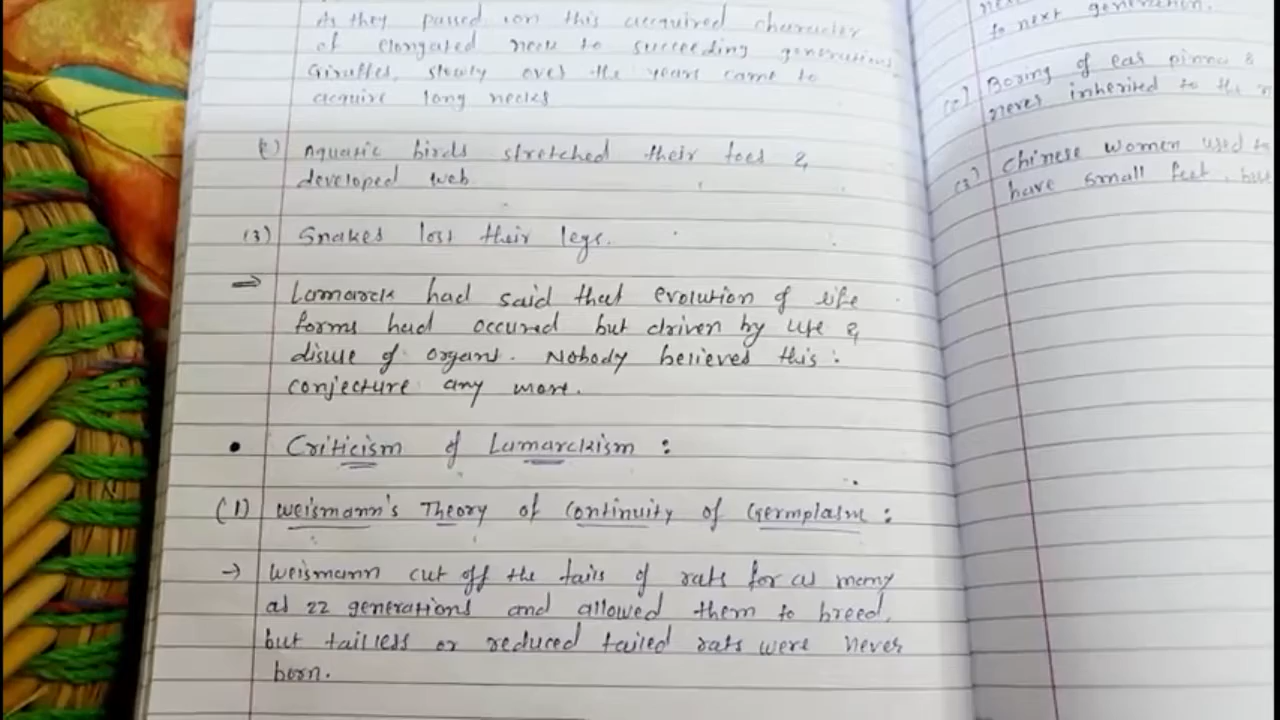 As they passed on this acquired character
of elongated neck to succeeding generations
Giraffes, slowly over the years came to
acquire long necks
(2) Aquatic birds stretched their toes &
developed web
(3) Snakes lost their legs.
⇒ Lamarck had said that evolution of life
forms had occured but driven by use &
disuse of organs. Nobody believed this
conjecture any more.
• Criticism of Lamarckism :
(1) Weismann's Theory of Continuity of Germplasm :
→ Weismann cut off the tails of rats for as many
as 22 generations and allowed them to breed,
but tailless or reduced tailed rats were never
born.
to next generation.
(2) Boring of ear pinna &
never inherited to the
(3) Chinese women used to
have small feet, but